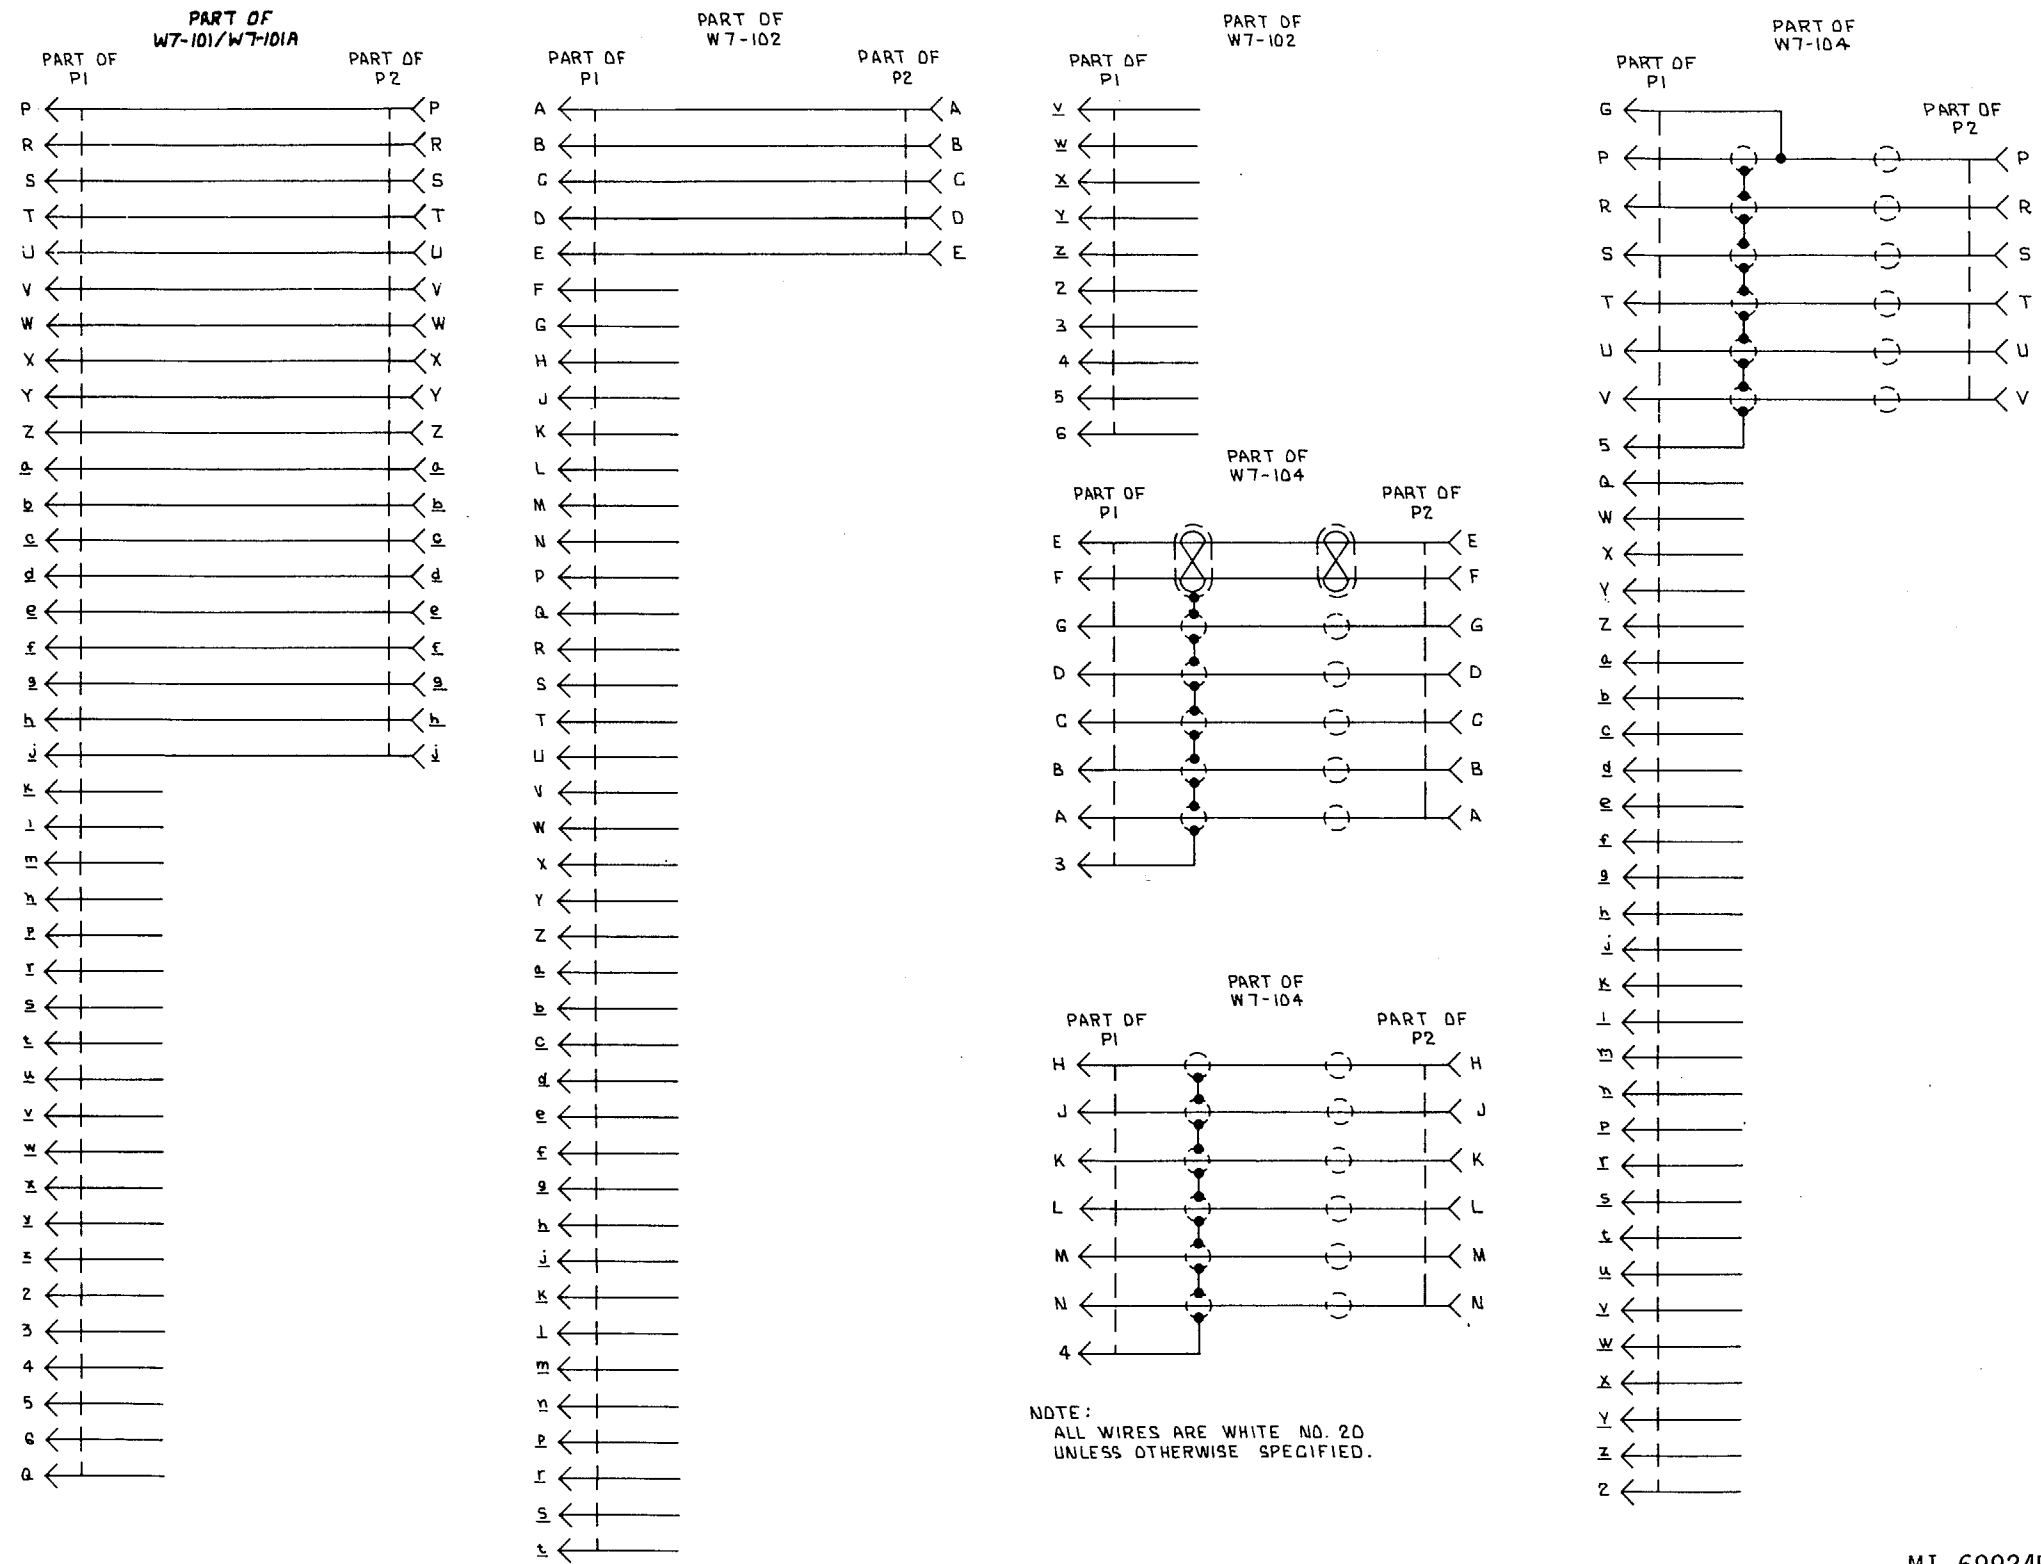 PART OF
W7-101/W7-101A
PART OF
P1
PART OF
P2
P P
R R
S S
T T
U U
V V
W W
X X
Y Y
Z Z
a a
b b
c c
d d
e e
f f
g g
h h
j j
k
l
m
n
p
r
s
t
u
v
w
x
y
z
2
3
4
5
6
Q
PART OF
W7-102
PART OF
P1
PART OF
P2
A A
B B
C C
D D
E E
F
G
H
J
K
L
M
N
P
Q
R
S
T
U
V
W
X
Y
Z
a
b
c
d
e
f
g
h
j
k
l
m
n
p
r
s
t
PART OF
W7-102
PART OF
P1
v
w
x
y
z
2
3
4
5
6
PART OF
W7-104
PART OF
P1
PART OF
P2
E E
F F
G G
D D
C C
B B
A A
3
PART OF
W7-104
PART OF
P1
PART OF
P2
H H
J J
K K
L L
M M
N N
4
NOTE:
ALL WIRES ARE WHITE NO. 20
UNLESS OTHERWISE SPECIFIED.
PART OF
W7-104
PART OF
P1
PART OF
P2
G
P P
R R
S S
T T
U U
V V
5
Q
W
X
Y
Z
a
b
c
d
e
f
g
h
j
k
l
m
n
p
r
s
t
u
v
w
x
y
z
2